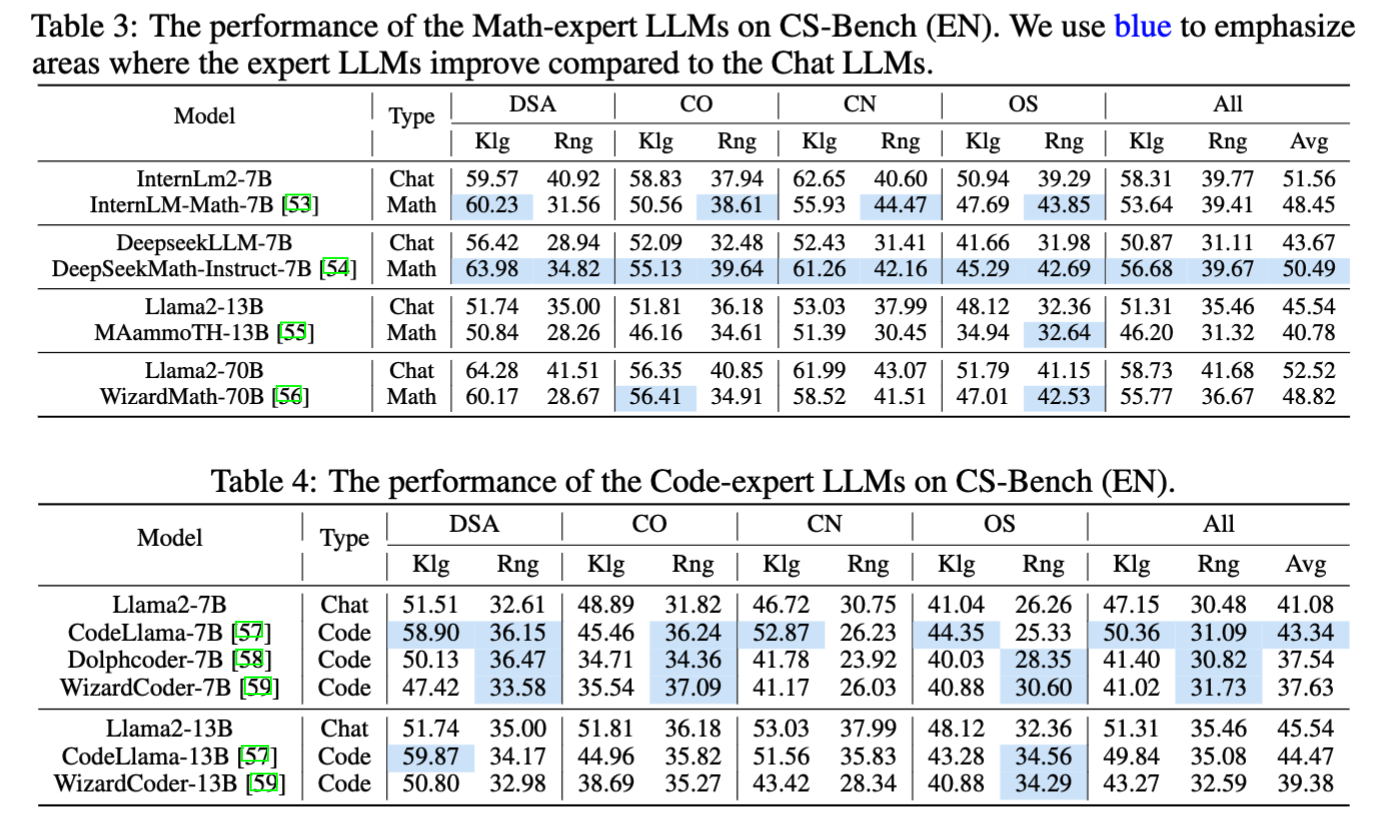 Table 3: The performance of the Math-expert LLMs on CS-Bench (EN). We use blue to emphasize
areas where the expert LLMs improve compared to the Chat LLMs.
Model Type DSA CO CN OS All
Klg Rng Klg Rng Klg Rng Klg Rng Klg Rng Avg
InternLm2-7B Chat 59.57 40.92 58.83 37.94 62.65 40.60 50.94 39.29 58.31 39.77 51.56
InternLM-Math-7B [53] Math 60.23 31.56 50.56 38.61 55.93 44.47 47.69 43.85 53.64 39.41 48.45
DeepseekLLM-7B Chat 56.42 28.94 52.09 32.48 52.43 31.41 41.66 31.98 50.87 31.11 43.67
DeepSeekMath-Instruct-7B [54] Math 63.98 34.82 55.13 39.64 61.26 42.16 45.29 42.69 56.68 39.67 50.49
Llama2-13B Chat 51.74 35.00 51.81 36.18 53.03 37.99 48.12 32.36 51.31 35.46 45.54
MAammoTH-13B [55] Math 50.84 28.26 46.16 34.61 51.39 30.45 34.94 32.64 46.20 31.32 40.78
Llama2-70B Chat 64.28 41.51 56.35 40.85 61.99 43.07 51.79 41.15 58.73 41.68 52.52
WizardMath-70B [56] Math 60.17 28.67 56.41 34.91 58.52 41.51 47.01 42.53 55.77 36.67 48.82
Table 4: The performance of the Code-expert LLMs on CS-Bench (EN).
Model Type DSA CO CN OS All
Klg Rng Klg Rng Klg Rng Klg Rng Klg Rng Avg
Llama2-7B Chat 51.51 32.61 48.89 31.82 46.72 30.75 41.04 26.26 47.15 30.48 41.08
CodeLlama-7B [57] Code 58.90 36.15 45.46 36.24 52.87 26.23 44.35 25.33 50.36 31.09 43.34
Dolphcoder-7B [58] Code 50.13 36.47 34.71 34.36 41.78 23.92 40.03 28.35 41.40 30.82 37.54
WizardCoder-7B [59] Code 47.42 33.58 35.54 37.09 41.17 26.03 40.88 30.60 41.02 31.73 37.63
Llama2-13B Chat 51.74 35.00 51.81 36.18 53.03 37.99 48.12 32.36 51.31 35.46 45.54
CodeLlama-13B [57] Code 59.87 34.17 44.96 35.82 51.56 35.83 43.28 34.56 49.84 35.08 44.47
WizardCoder-13B [59] Code 50.80 32.98 38.69 35.27 43.42 28.34 40.88 34.29 43.27 32.59 39.38